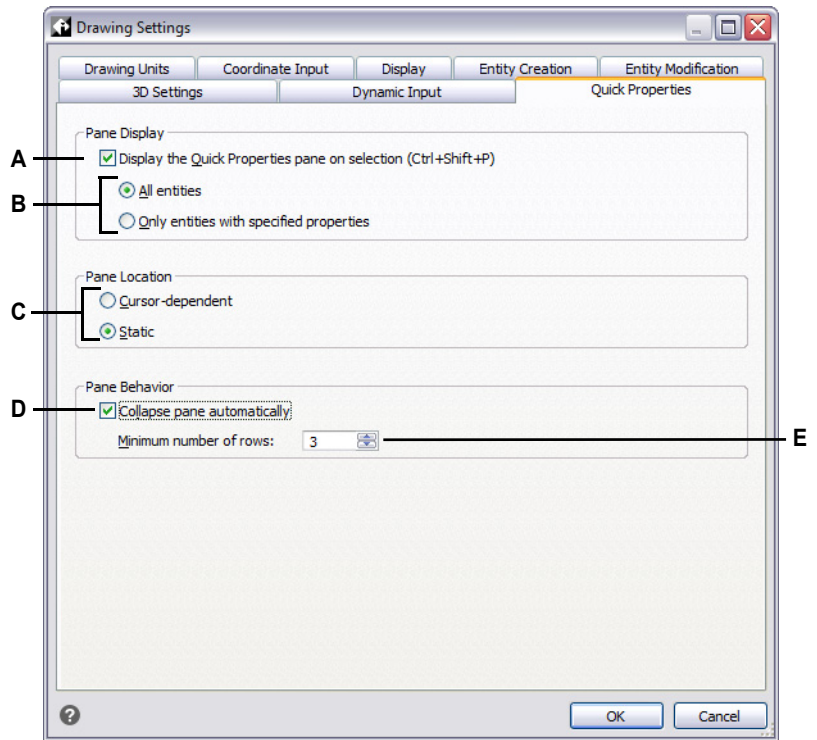 Drawing Settings
Drawing Units Coordinate Input Display Entity Creation Entity Modification
3D Settings Dynamic Input Quick Properties
Pane Display
A Display the Quick Properties pane on selection (Ctrl+Shift+P)
B All entities
Only entities with specified properties
Pane Location
C Cursor-dependent
Static
Pane Behavior
D Collapse pane automatically
Minimum number of rows: 3 E
? OK Cancel